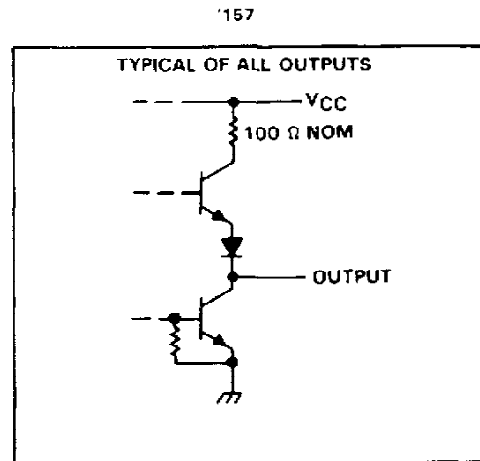 '157
TYPICAL OF ALL OUTPUTS
VCC
100 Ω NOM
OUTPUT